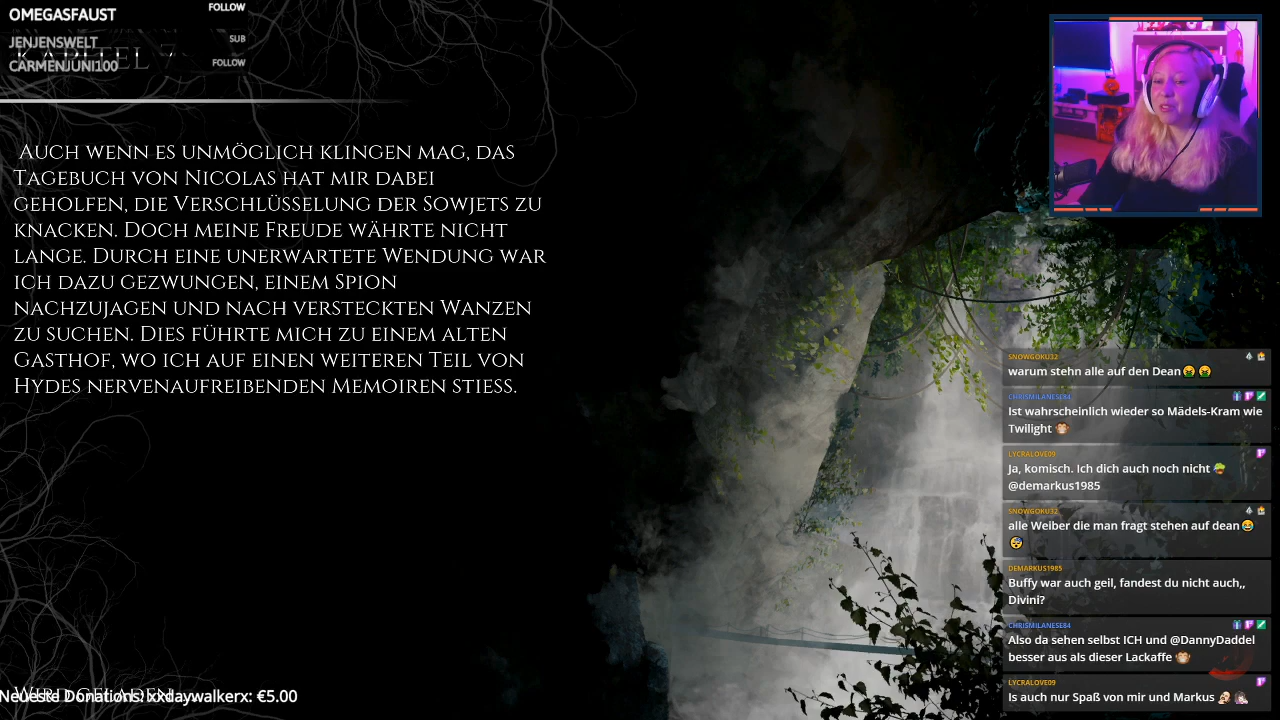 OMEGASFAUST FOLLOW
JENJENSWELT SUB
CARMENJUNI100 FOLLOW
Auch wenn es unmöglich klingen mag, das
Tagebuch von Nicolas hat mir dabei
geholfen, die Verschlüsselung der Sowjets zu
knacken. Doch meine Freude währte nicht
lange. Durch eine unerwartete Wendung war
ich dazu gezwungen, einem Spion
nachzujagen und nach versteckten Wanzen
zu suchen. Dies führte mich zu einem alten
Gasthof, wo ich auf einen weiteren Teil von
Hydes nervenaufreibenden Memoiren stieß.
SNOWGOKU32
warum stehn alle auf den Dean🤮 🤮
CHRISMILANESE84
Ist wahrscheinlich wieder so Mädels-Kram wie
Twilight 🐵
LYCRALOVE09
Ja, komisch. Ich dich auch noch nicht
@demarkus1985
SNOWGOKU32
alle Weiber die man fragt stehen auf dean😆
😴
DEMARKUS1985
Buffy war auch geil, fandest du nicht auch,,
Divini?
CHRISMILANESE84
Also da sehen selbst ICH und @DannyDaddel
besser aus als dieser Lackaffe 🐵
LYCRALOVE09
Is auch nur Spaß von mir und Markus
Neueste Donations: xxdaywalkerx: €5.00